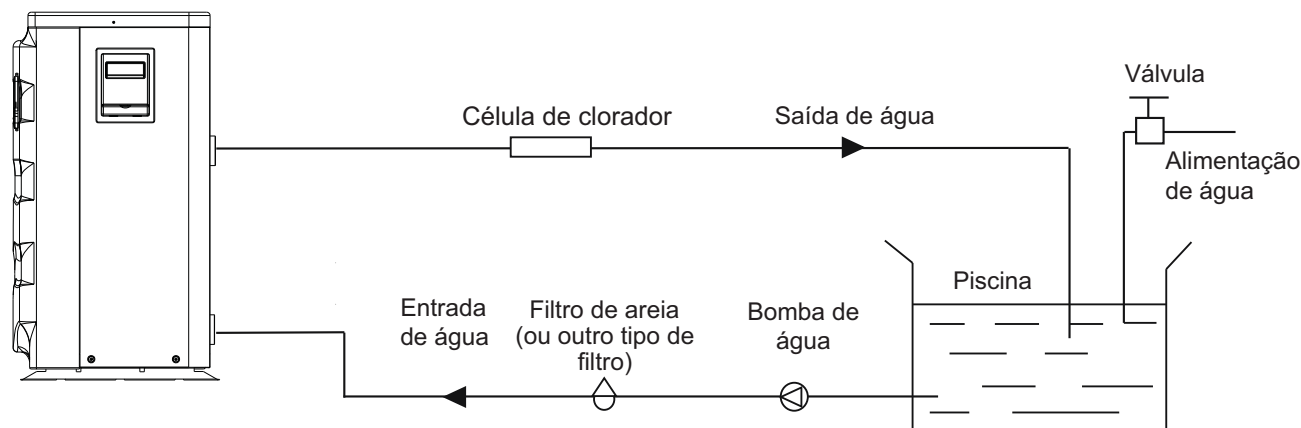 Válvula
Célula de clorador
Saída de água
Alimentação
de água
Piscina
Entrada
de água
Filtro de areia
(ou outro tipo de
filtro)
Bomba de
água